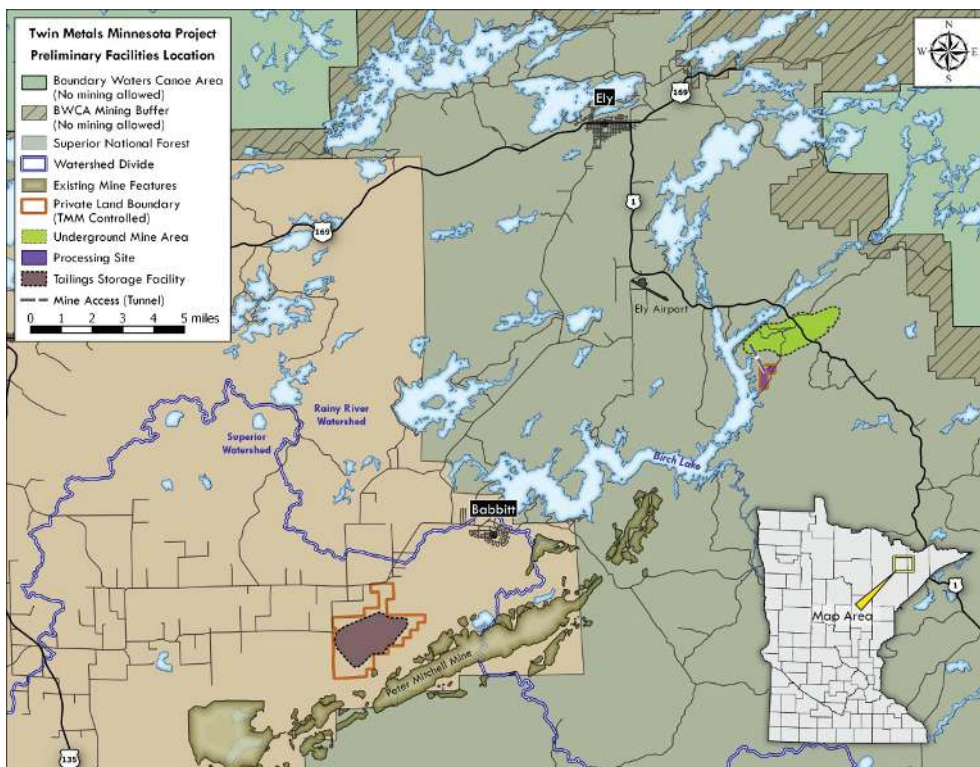 Twin Metals Minnesota Project
Preliminary Facilities Location
Boundary Waters Canoe Area
(No mining allowed)
BWCA Mining Buffer
(No mining allowed)
Superior National Forest
Watershed Divide
Existing Mine Features
Private Land Boundary
(TMM Controlled)
Underground Mine Area
Processing Site
Tailings Storage Facility
Mine Access (Tunnel)
0 1 2 3 4 5 miles
N
W E
S
Ely
169
1
169
Ely Airport
Rainy River
Watershed
Superior
Watershed
Birch Lake
Babbitt
Peter Mitchell Mine
Map Area
1
135